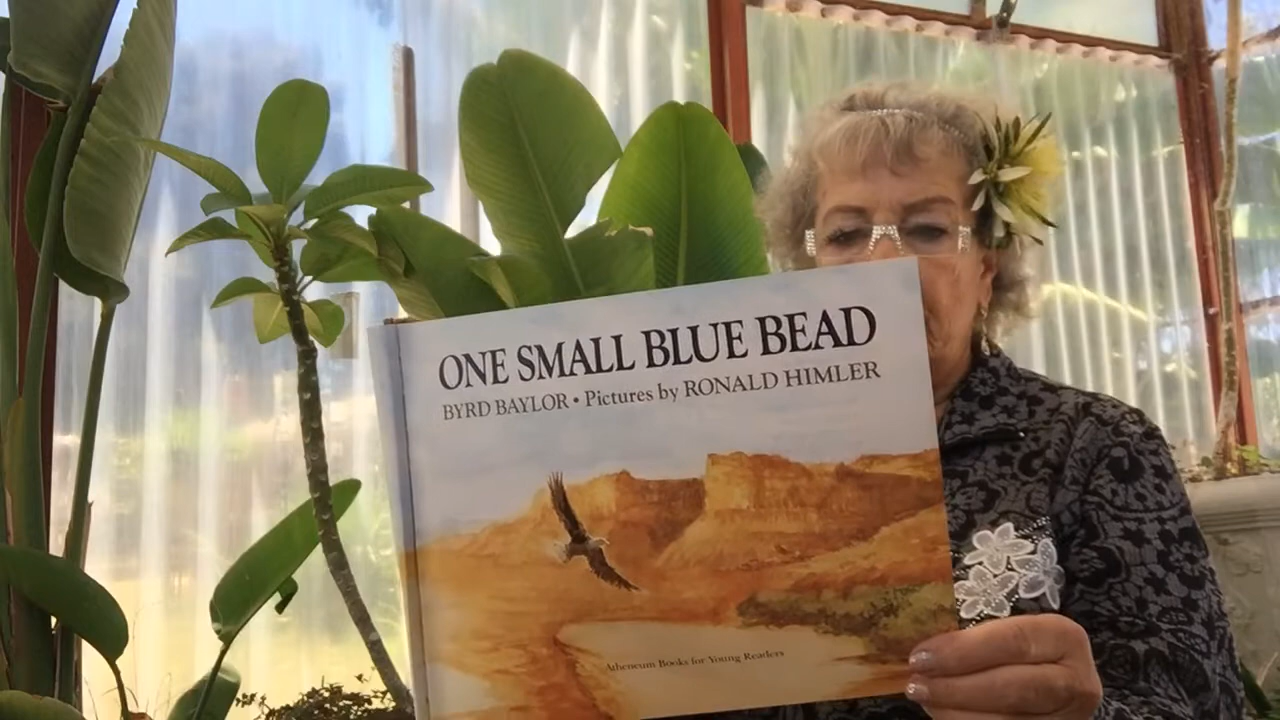 ONE SMALL BLUE BEAD
BYRD BAYLOR • Pictures by RONALD HIMLER
Atheneum Books for Young Readers